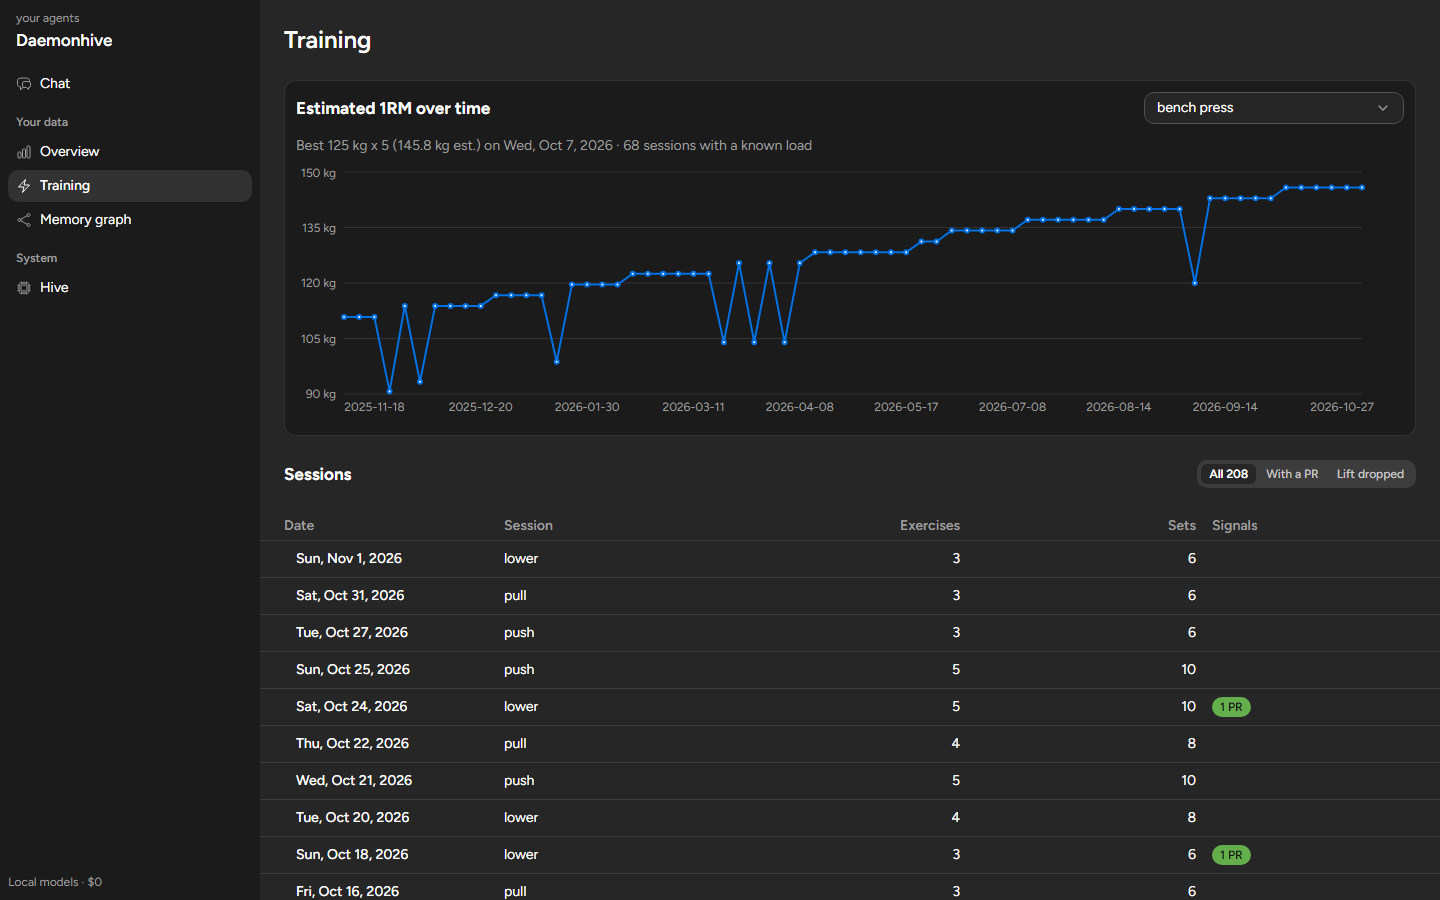 your agents
Daemonhive
Chat
Your data
Overview
Training
Memory graph
System
Hive
Local models · $0
Training
Estimated 1RM over time
bench press
Best 125 kg x 5 (145.8 kg est.) on Wed, Oct 7, 2026 · 68 sessions with a known load
150 kg
135 kg
120 kg
105 kg
90 kg
2025-11-18 2025-12-20 2026-01-30 2026-03-11 2026-04-08 2026-05-17 2026-07-08 2026-08-14 2026-09-14 2026-10-27
Sessions
All 208 With a PR Lift dropped
Date Session Exercises Sets Signals
Sun, Nov 1, 2026 lower 3 6
Sat, Oct 31, 2026 pull 3 6
Tue, Oct 27, 2026 push 3 6
Sun, Oct 25, 2026 push 5 10
Sat, Oct 24, 2026 lower 5 10 1 PR
Thu, Oct 22, 2026 pull 4 8
Wed, Oct 21, 2026 push 5 10
Tue, Oct 20, 2026 lower 4 8
Sun, Oct 18, 2026 lower 3 6 1 PR
Fri, Oct 16, 2026 pull 3 6